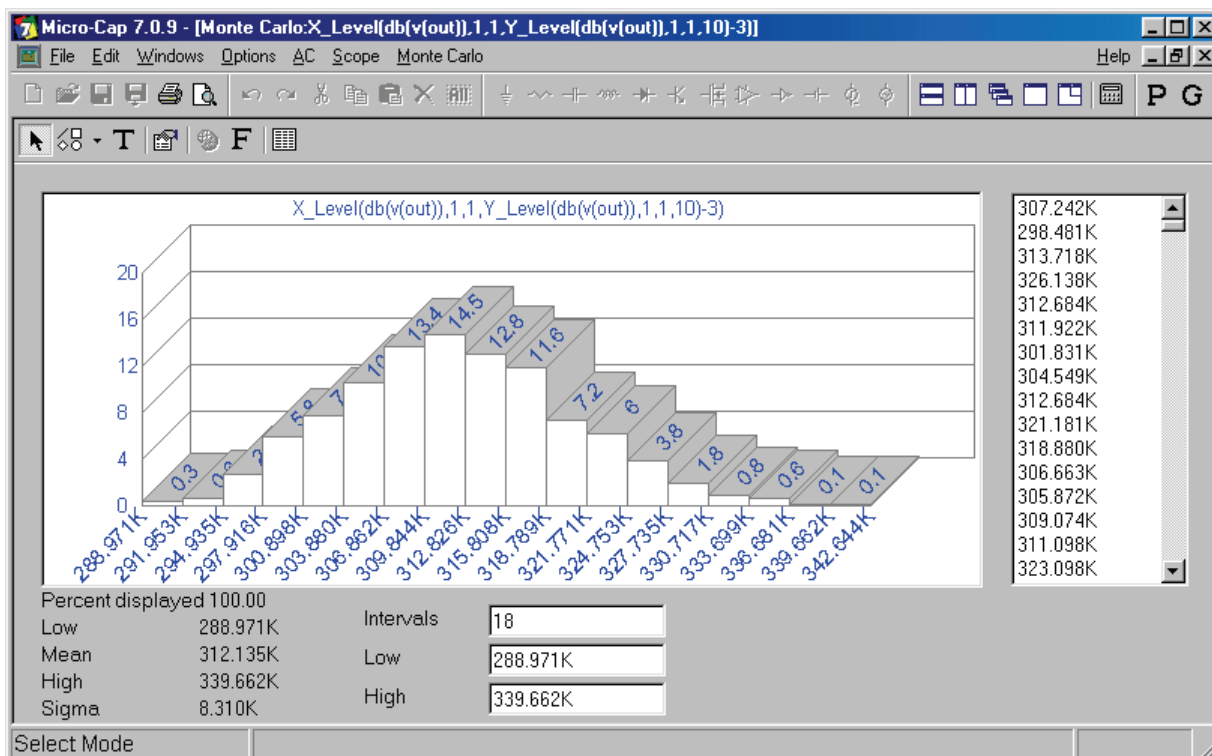 Micro-Cap 7.0.9 - [Monte Carlo:X_Level(db(v(out)),1,1,Y_Level(db(v(out)),1,1,10)-3)]
File Edit Windows Options AC Scope Monte Carlo Help
P G
T F
X_Level(db(v(out)),1,1,Y_Level(db(v(out)),1,1,10)-3)
20
16
12
8
4
0
0.3
13.4
14.5
12.8
11.6
7.2
6
3.8
1.8
0.8
0.6
0.1
0.1
288.971K
291.953K
294.935K
297.916K
300.898K
303.880K
306.862K
309.844K
312.826K
315.808K
318.789K
321.771K
324.753K
327.735K
330.717K
333.699K
336.681K
339.662K
342.644K
307.242K
298.481K
313.718K
326.138K
312.684K
311.922K
301.831K
304.549K
312.684K
321.181K
318.880K
306.663K
305.872K
309.074K
311.098K
323.098K
Percent displayed 100.00
Low 288.971K
Mean 312.135K
High 339.662K
Sigma 8.310K
Intervals 18
Low 288.971K
High 339.662K
Select Mode